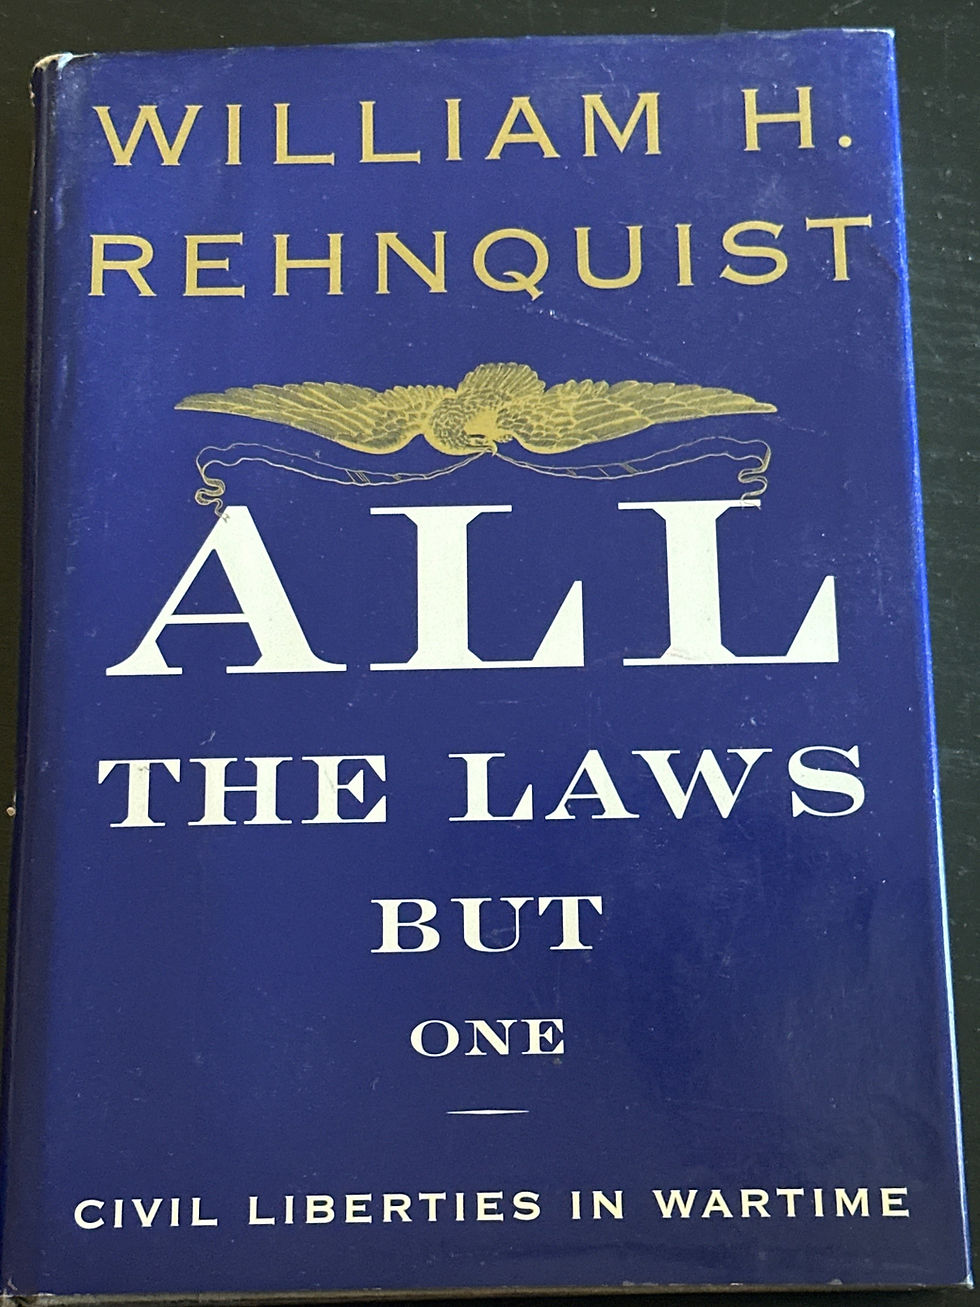 WILLIAM H.
REHNQUIST
ALL
THE LAWS
BUT
ONE
CIVIL LIBERTIES IN WARTIME